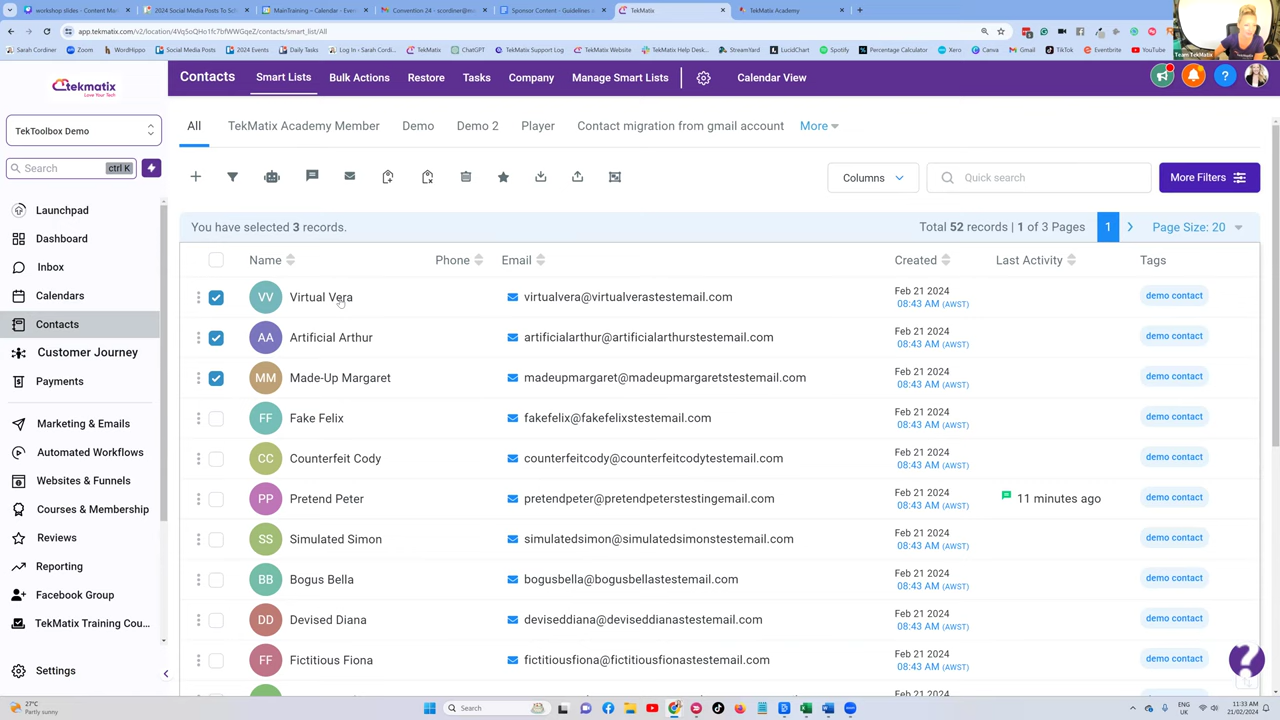 workshop slides - Content Mar
2024 Social Media Posts To Sc
MainTraining – Calendar - Even
Convention 24 - scordiner@ma
Sponsor Content - Guidelines a
TekMatix
TekMatix Academy
app.tekmatix.com/v2/location/4VqSoQHo1fc7bfWWGqeZ/contacts/smart_list/All
Sarah Cordiner
Zoom
WordHippo
Social Media Posts
24 Events
Daily Tasks
Log In ‹ Sarah Cordi...
TekMatix
ChatGPT
TekMatix Support Log
TekMatix Website
TekMatix Help Desk...
StreamYard
LucidChart
Spotify
Percentage Calculator
Xero
Canva
Gmail
TikTok
Eventbrite
YouTube
Team TekMatix
tekmatix
Love Your Tech
Contacts
Smart Lists
Bulk Actions
Restore
Tasks
Company
Manage Smart Lists
Calendar View
TekToolbox Demo
Search
ctrl K
All
TekMatix Academy Member
Demo
Demo 2
Player
Contact migration from gmail account
More
Columns
Quick search
More Filters
Launchpad
Dashboard
Inbox
Calendars
Contacts
Customer Journey
Payments
Marketing & Emails
Automated Workflows
Websites & Funnels
Courses & Membership
Reviews
Reporting
Facebook Group
TekMatix Training Cou...
Settings
You have selected 3 records.
Total 52 records | 1 of 3 Pages
1
Page Size: 20
Name
Phone
Email
Created
Last Activity
Tags
VV Virtual Vera virtualvera@virtualverastestemail.com Feb 21 2024 demo contact
08:43 AM (AWST)
AA Artificial Arthur artificialarthur@artificialarthurstestemail.com Feb 21 2024 demo contact
08:43 AM (AWST)
MM Made-Up Margaret madeupmargaret@madeupmargaretstestemail.com Feb 21 2024 demo contact
08:43 AM (AWST)
FF Fake Felix fakefelix@fakefelixstestemail.com Feb 21 2024 demo contact
08:43 AM (AWST)
CC Counterfeit Cody counterfeitcody@counterfeitcodytestemail.com Feb 21 2024 demo contact
08:43 AM (AWST)
PP Pretend Peter pretendpeter@pretendpeterstestingemail.com Feb 21 2024 11 minutes ago demo contact
08:43 AM (AWST)
SS Simulated Simon simulatedsimon@simulatedsimonstestemail.com Feb 21 2024 demo contact
08:43 AM (AWST)
BB Bogus Bella bogusbella@bogusbellastestemail.com Feb 21 2024 demo contact
08:43 AM (AWST)
DD Devised Diana deviseddiana@deviseddianastestemail.com Feb 21 2024 demo contact
08:43 AM (AWST)
FF Fictitious Fiona fictitiousfiona@fictitiousfionastestemail.com Feb 21 2024 demo contact
08:43 AM (AWST)
Feb 21 2024
27°C
Partly sunny
Search
ENG
UK
11:33 AM
21/02/2024